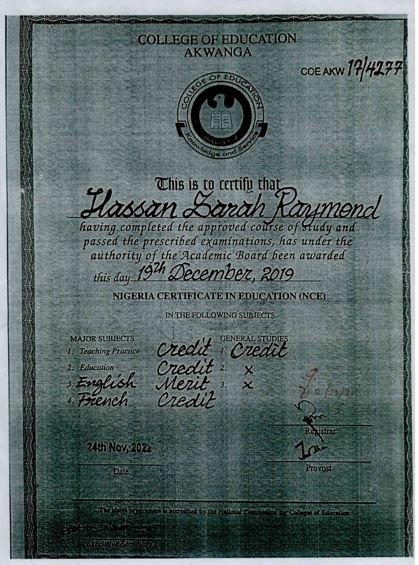 COLLEGE OF EDUCATION
AKWANGA
COE AKW 17/4277
COLLEGE OF EDUCATION
Knowledge and Service
This is to certify that
Hassan Zarah Raymond
having completed the approved course of study and
passed the prescribed examinations, has under the
authority of the Academic Board been awarded
this day 19th December, 2019
NIGERIA CERTIFICATE IN EDUCATION (NCE)
IN THE FOLLOWING SUBJECTS
MAJOR SUBJECTS GENERAL STUDIES
1. Teaching Practice Credit 1. Credit
2. Education Credit 2. x
3. English Merit 3. x
4. French Credit
Registrar
24th Nov, 2022
Date
Provost
The above programme is accredited by the National Commission for Colleges of Education